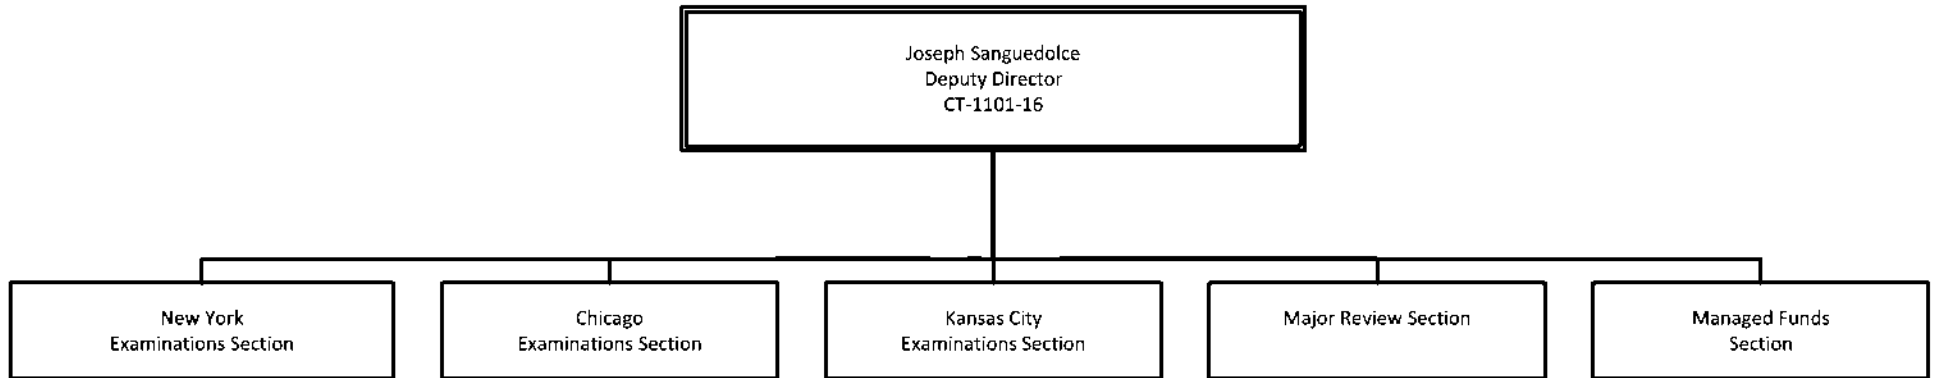 Joseph Sanguedolce
Deputy Director
CT-1101-16
New York
Examinations Section
Chicago
Examinations Section
Kansas City
Examinations Section
Major Review Section
Managed Funds
Section